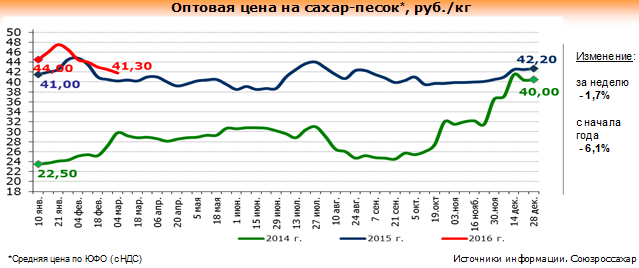 Оптовая цена на сахар-песок*, руб./кг
50
48
46
44
42
40
38
36
34
32
30
28
26
24
22
20
18
44,00
41,00
41,30
42,20
40,00
22,50
10 янв.
21 янв.
05 фев.
18 фев.
04 мар.
18 мар.
06 апр.
20 апр.
5 мая
18 мая
1 июн.
15 июн.
29 июн.
13 июл.
27 июл.
10 авг.
24 авг.
7 сен.
21 сен.
5 окт.
19 окт
03.ноя
16 нояб.
30 ноя.
14 дек.
28 дек.
2014 г.
2015 г.
2016 г.
Изменение:
за неделю
- 1,7%
с начала
года
- 6,1%
*Средняя цена по ЮФО (с НДС)
Источники информации. Союзроссахар